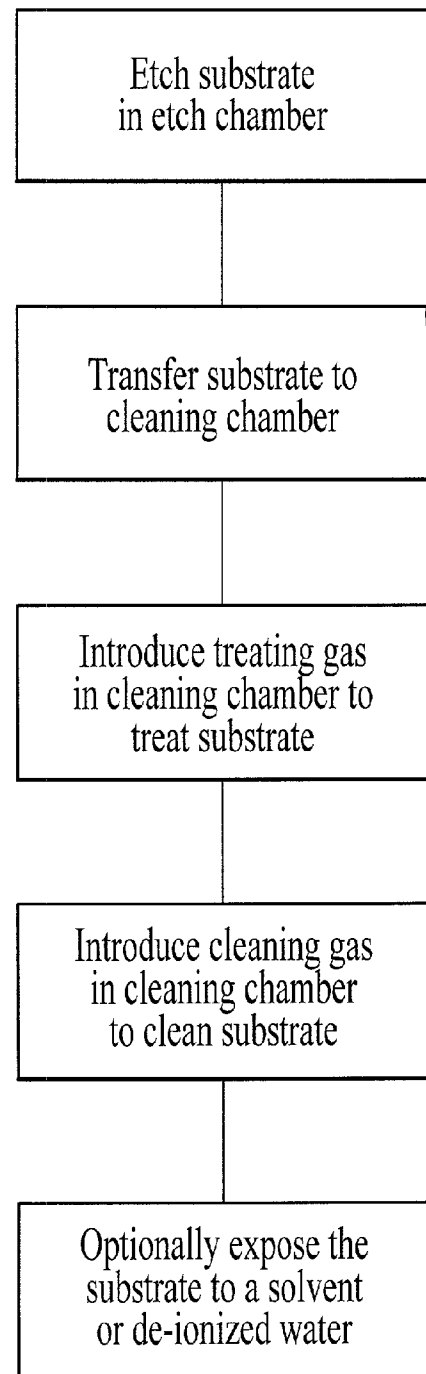 Etch substrate
in etch chamber
Transfer substrate to
cleaning chamber
Introduce treating gas
in cleaning chamber to
treat substrate
Introduce cleaning gas
in cleaning chamber
to clean substrate
Optionally expose the
substrate to a solvent
or de-ionized water